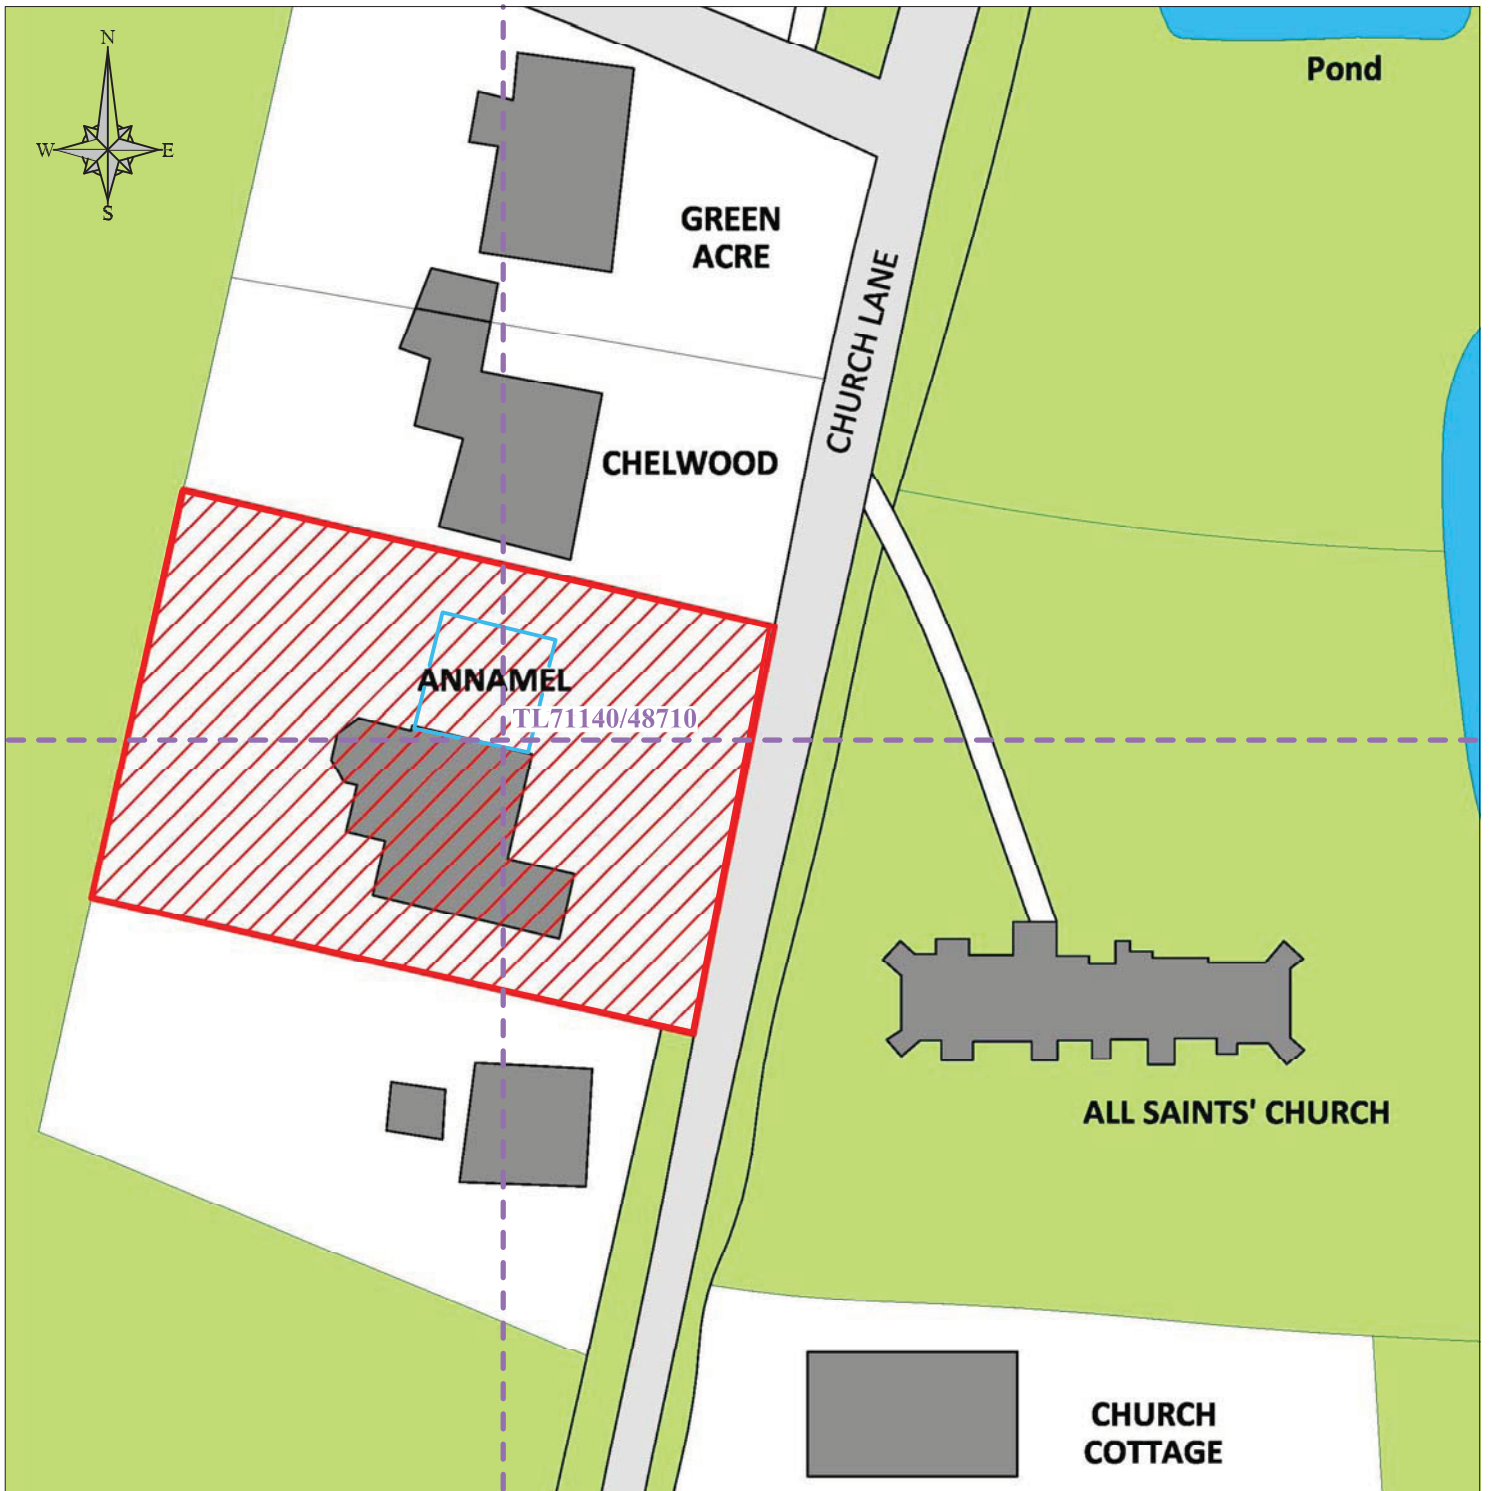 N
W E
S
Pond
GREEN
ACRE
CHURCH LANE
CHELWOOD
ANNAMEL
TL71140/48710
ALL SAINTS' CHURCH
CHURCH
COTTAGE